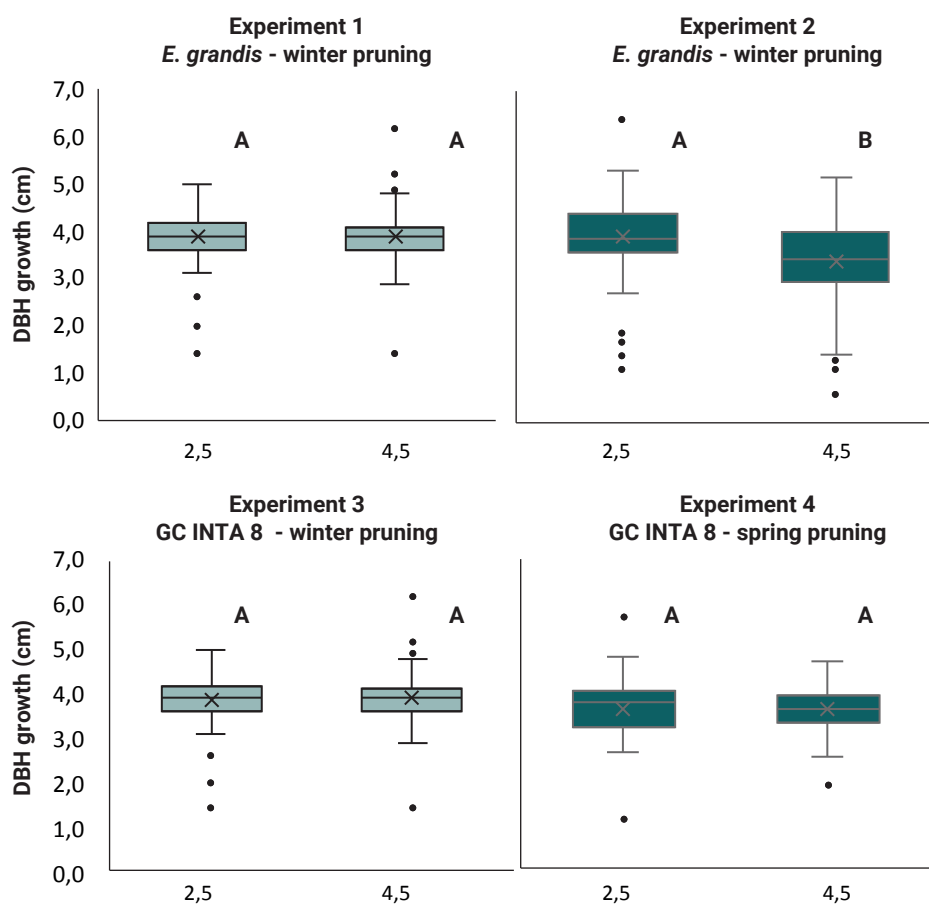 Experiment 1
E. grandis - winter pruning
Experiment 2
E. grandis - winter pruning
DBH growth (cm)
7,0
6,0
5,0
4,0
3,0
2,0
1,0
0,0
A
A
A
B
2,5
4,5
2,5
4,5
Experiment 3
GC INTA 8 - winter pruning
Experiment 4
GC INTA 8 - spring pruning
DBH growth (cm)
7,0
6,0
5,0
4,0
3,0
2,0
1,0
0,0
A
A
A
A
2,5
4,5
2,5
4,5